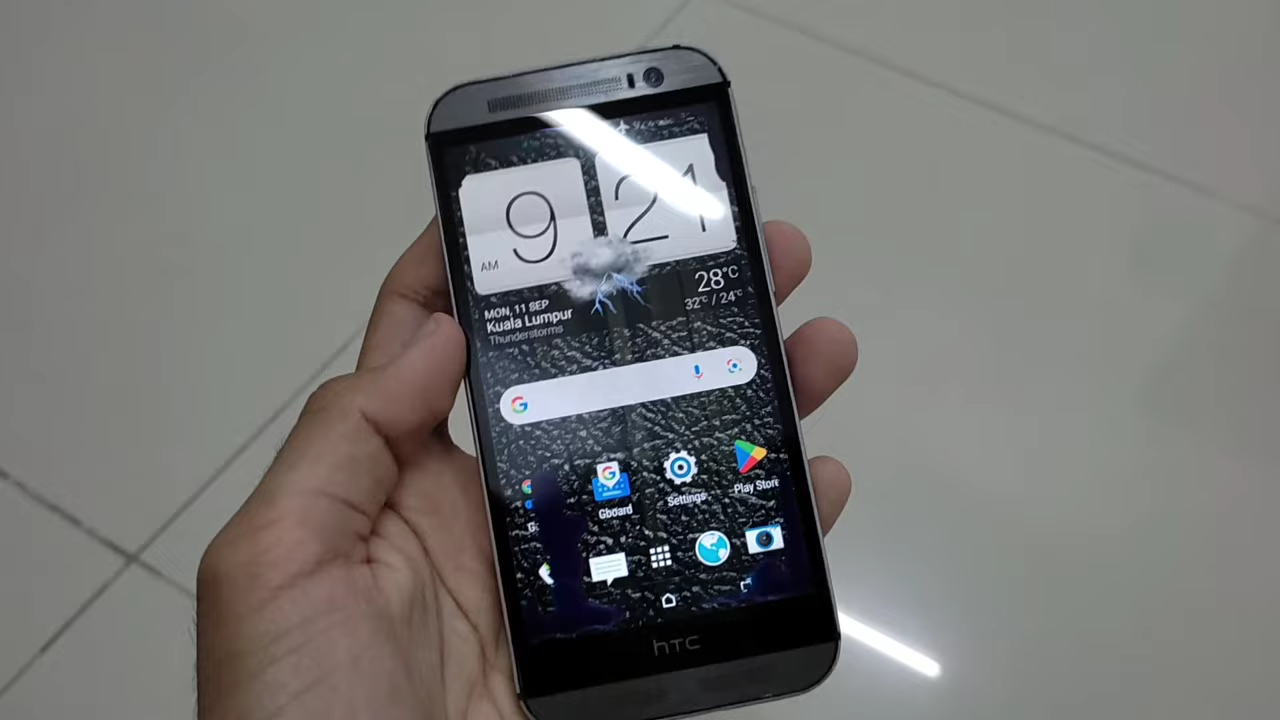 9 21
AM
28°C
32°C / 24°C
MON, 11 SEP
Kuala Lumpur
Thunderstorms
G
Gboard
Settings
Play Store
hTC